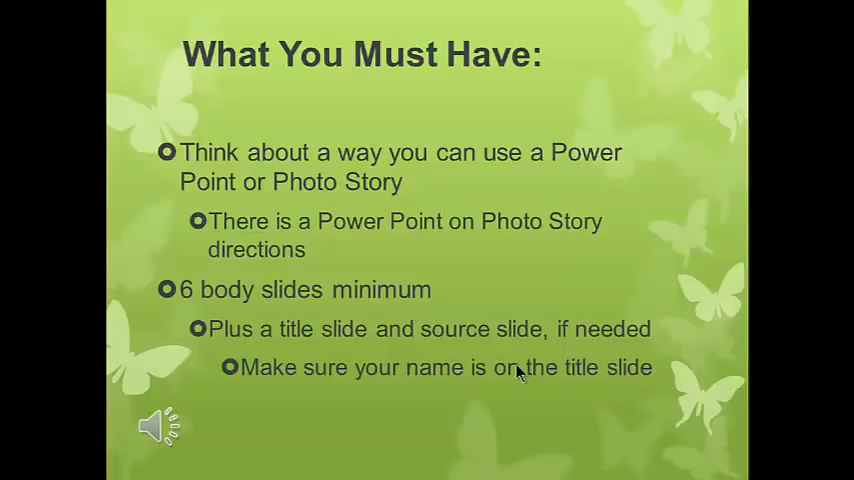 What You Must Have:
Think about a way you can use a Power
Point or Photo Story
There is a Power Point on Photo Story
directions
6 body slides minimum
Plus a title slide and source slide, if needed
Make sure your name is on the title slide